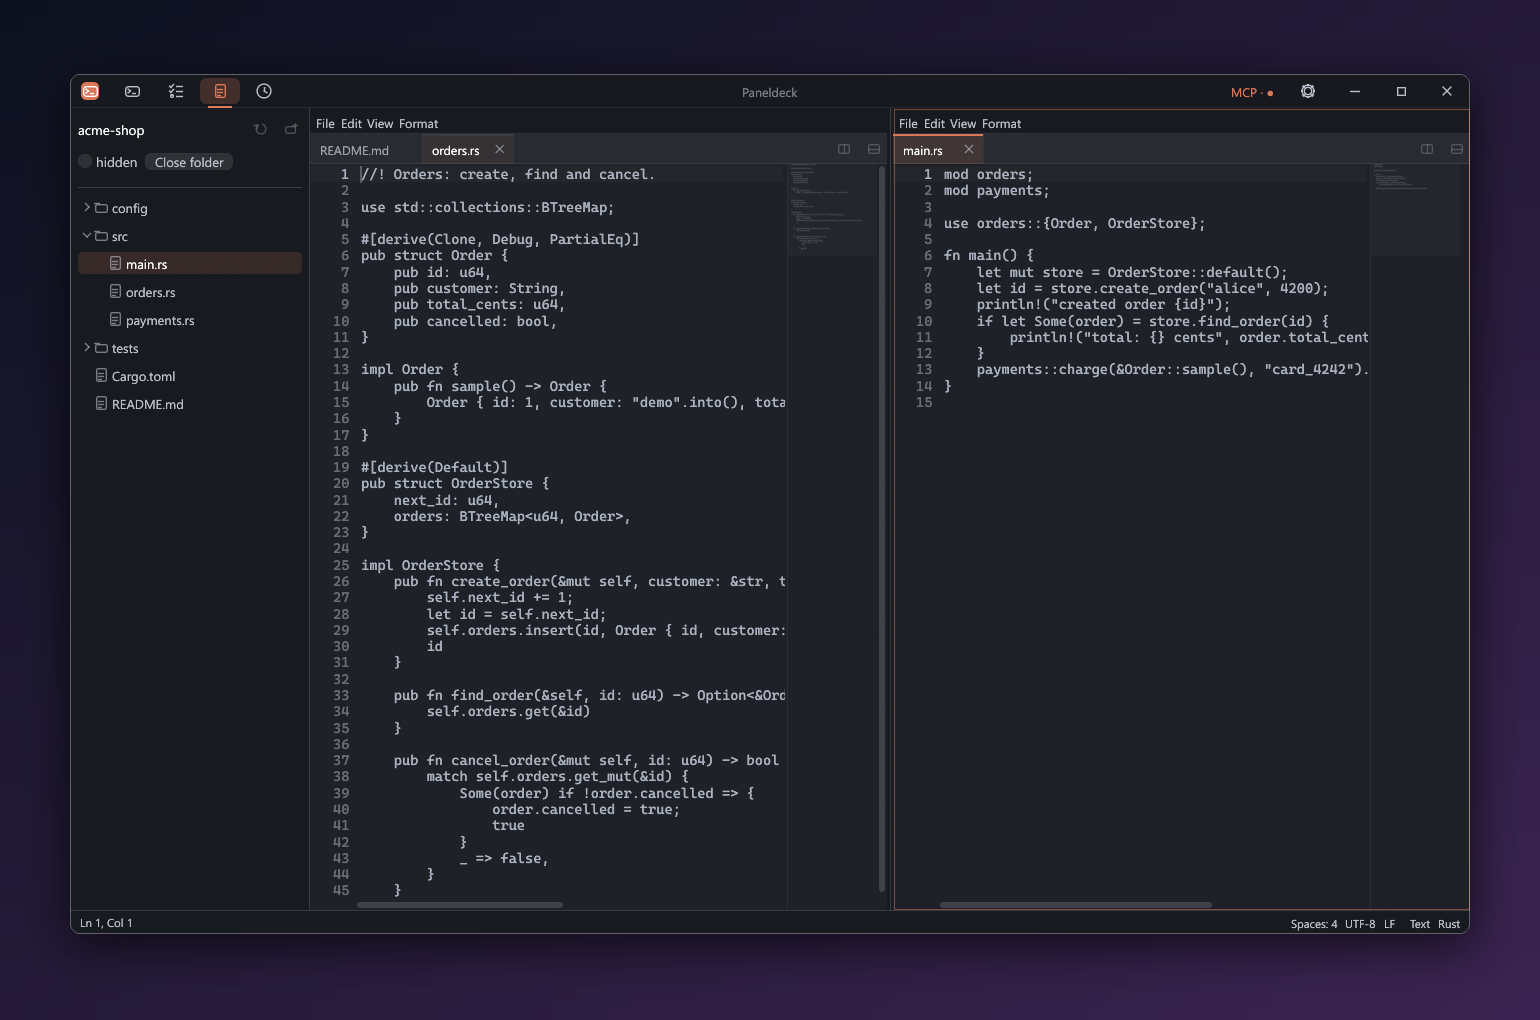 Paneldeck
MCP
acme-shop
hidden
Close folder
config
src
main.rs
orders.rs
payments.rs
tests
Cargo.toml
README.md
File Edit View Format
README.md
orders.rs
1 //! Orders: create, find and cancel.
2
3 use std::collections::BTreeMap;
4
5 #[derive(Clone, Debug, PartialEq)]
6 pub struct Order {
7     pub id: u64,
8     pub customer: String,
9     pub total_cents: u64,
10     pub cancelled: bool,
11 }
12
13 impl Order {
14     pub fn sample() -> Order {
15         Order { id: 1, customer: "demo".into(), tota
16     }
17 }
18
19 #[derive(Default)]
20 pub struct OrderStore {
21     next_id: u64,
22     orders: BTreeMap<u64, Order>,
23 }
24
25 impl OrderStore {
26     pub fn create_order(&mut self, customer: &str, t
27         self.next_id += 1;
28         let id = self.next_id;
29         self.orders.insert(id, Order { id, customer:
30         id
31     }
32
33     pub fn find_order(&self, id: u64) -> Option<&Ord
34         self.orders.get(&id)
35     }
36
37     pub fn cancel_order(&mut self, id: u64) -> bool
38         match self.orders.get_mut(&id) {
39             Some(order) if !order.cancelled => {
40                 order.cancelled = true;
41                 true
42             }
43             _ => false,
44         }
45     }
File Edit View Format
main.rs
1 mod orders;
2 mod payments;
3
4 use orders::{Order, OrderStore};
5
6 fn main() {
7     let mut store = OrderStore::default();
8     let id = store.create_order("alice", 4200);
9     println!("created order {id}");
10     if let Some(order) = store.find_order(id) {
11         println!("total: {} cents", order.total_cent
12     }
13     payments::charge(&Order::sample(), "card_4242").
14 }
15
Ln 1, Col 1
Spaces: 4 UTF-8 LF Text Rust